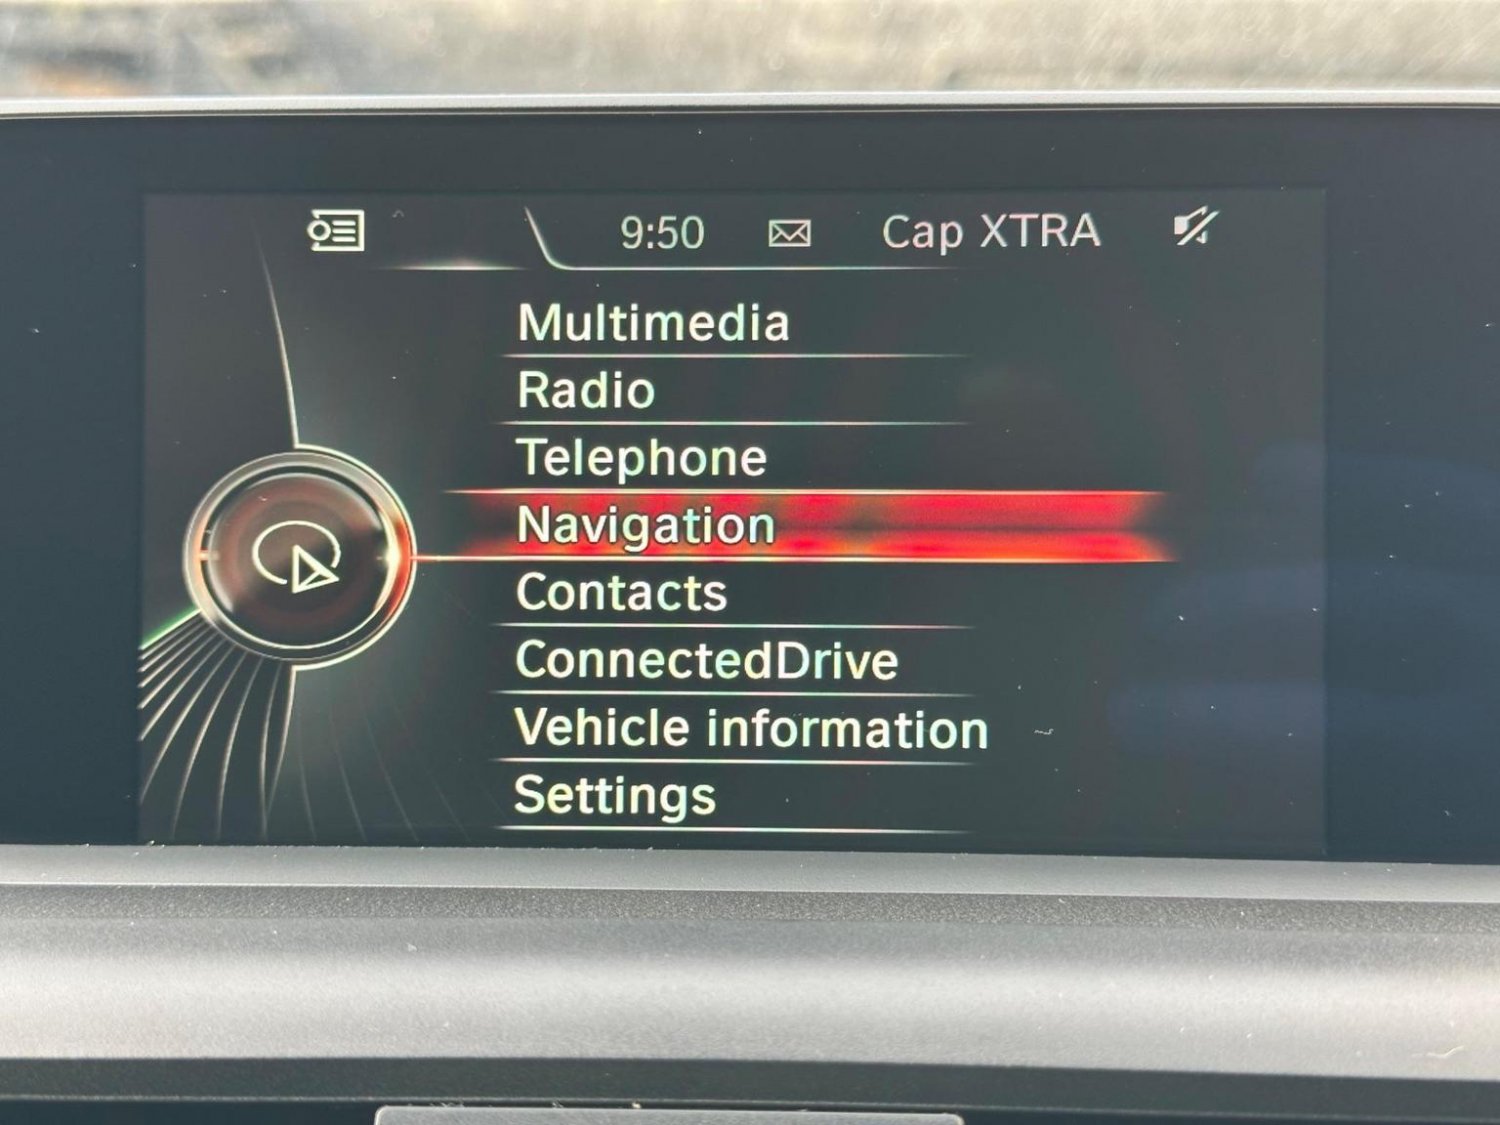 9:50 Cap XTRA
Multimedia
Radio
Telephone
Navigation
Contacts
ConnectedDrive
Vehicle information
Settings